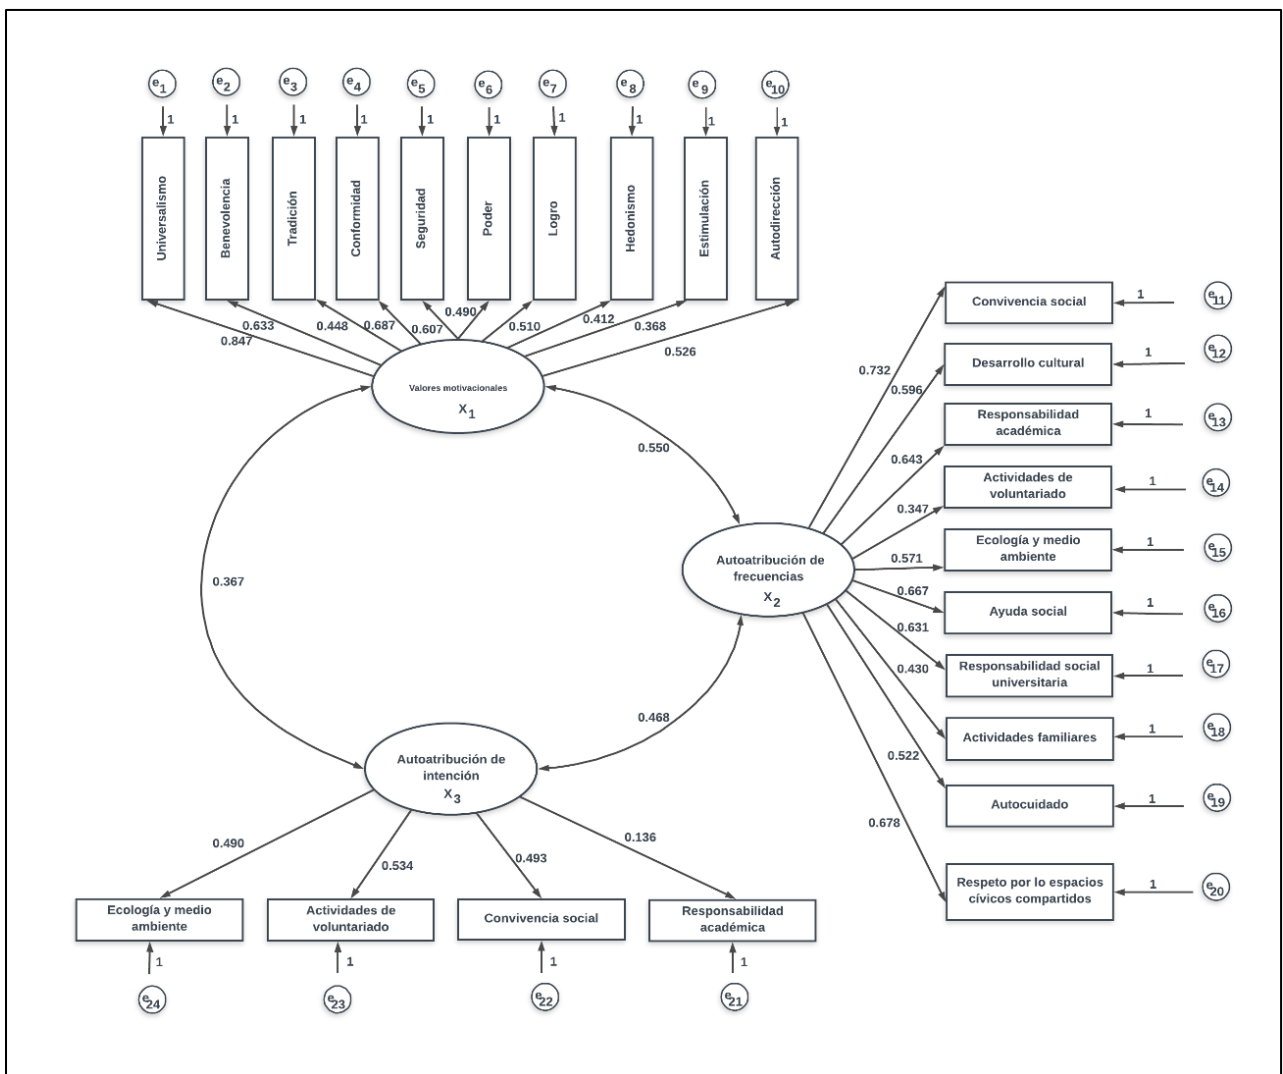 e1 e2 e3 e4 e5 e6 e7 e8 e9 e10
1 1 1 1 1 1 1 1 1 1
Universalismo
Benevolencia
Tradición
Conformidad
Seguridad
Poder
Logro
Hedonismo
Estimulación
Autodirección
0.847
0.633
0.448
0.687
0.607
0.490
0.510
0.412
0.368
0.526
Valores motivacionales
X1
0.550
0.367
0.468
Autoatribución de
frecuencias
X2
0.732
0.596
0.643
0.347
0.571
0.667
0.631
0.430
0.522
0.678
Convivencia social
1
e11
Desarrollo cultural
1
e12
Responsabilidad
académica
1
e13
Actividades de
voluntariado
1
e14
Ecología y medio
ambiente
1
e15
Ayuda social
1
e16
Responsabilidad social
universitaria
1
e17
Actividades familiares
1
e18
Autocuidado
1
e19
Respeto por lo espacios
cívicos compartidos
1
e20
Autoatribución de
intención
X3
0.490
0.534
0.493
0.136
Ecología y medio
ambiente
1
e24
Actividades de
voluntariado
1
e23
Convivencia social
1
e22
Responsabilidad
académica
1
e21